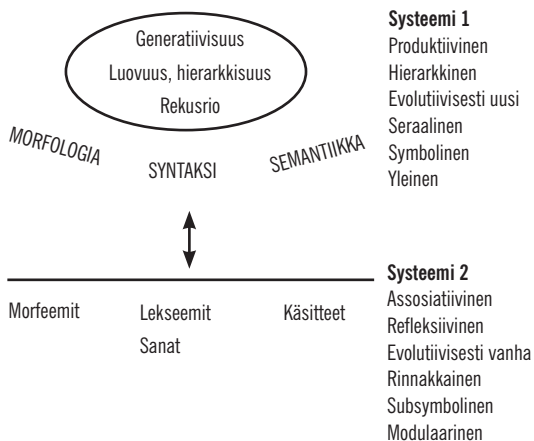 Generatiivisuus
Luovuus, hierarkkisuus
Rekusrio
MORFOLOGIA
SYNTAKSI
SEMANTIIKKA
Systeemi 1
Produktiivinen
Hierarkkinen
Evolutiivisesti uusi
Seraalinen
Symbolinen
Yleinen
Morfeemit
Lekseemit
Sanat
Käsitteet
Systeemi 2
Assosiatiivinen
Refleksiivinen
Evolutiivisesti vanha
Rinnakkainen
Subsymbolinen
Modulaarinen